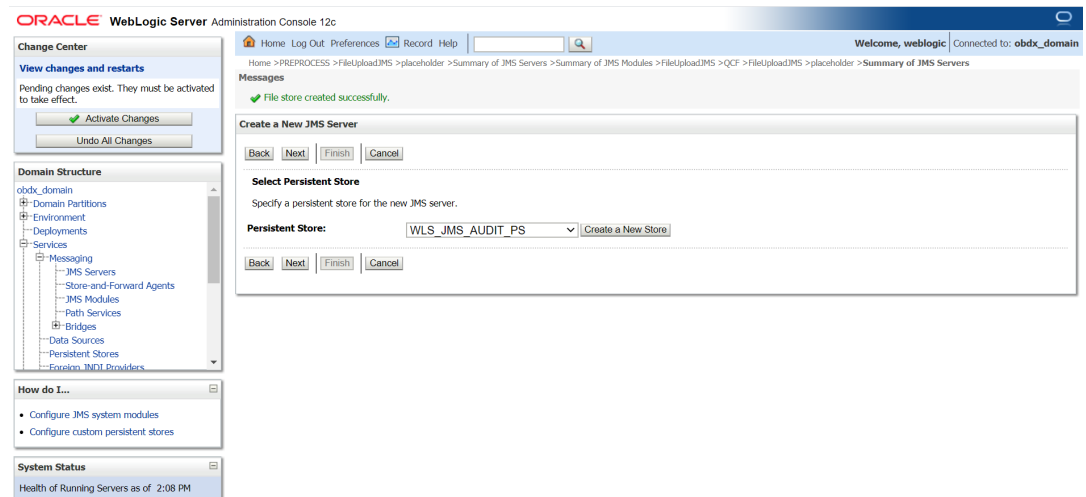 ORACLE WebLogic Server Administration Console 12c
Change Center
View changes and restarts
Pending changes exist. They must be activated
to take effect.
Activate Changes
Undo All Changes
Domain Structure
obdx_domain
Domain Partitions
Environment
Deployments
Services
Messaging
JMS Servers
Store-and-Forward Agents
JMS Modules
Path Services
Bridges
Data Sources
Persistent Stores
Foreign JNDI Providers
How do I...
Configure JMS system modules
Configure custom persistent stores
System Status
Health of Running Servers as of 2:08 PM
Home Log Out Preferences Record Help
Welcome, weblogic Connected to: obdx_domain
Home >PREPROCESS >FileUploadJMS >placeholder >Summary of JMS Servers >Summary of JMS Modules >FileUploadJMS >QCF >FileUploadJMS >placeholder >Summary of JMS Servers
Messages
File store created successfully.
Create a New JMS Server
Back Next Finish Cancel
Select Persistent Store
Specify a persistent store for the new JMS server.
Persistent Store: WLS_JMS_AUDIT_PS Create a New Store
Back Next Finish Cancel